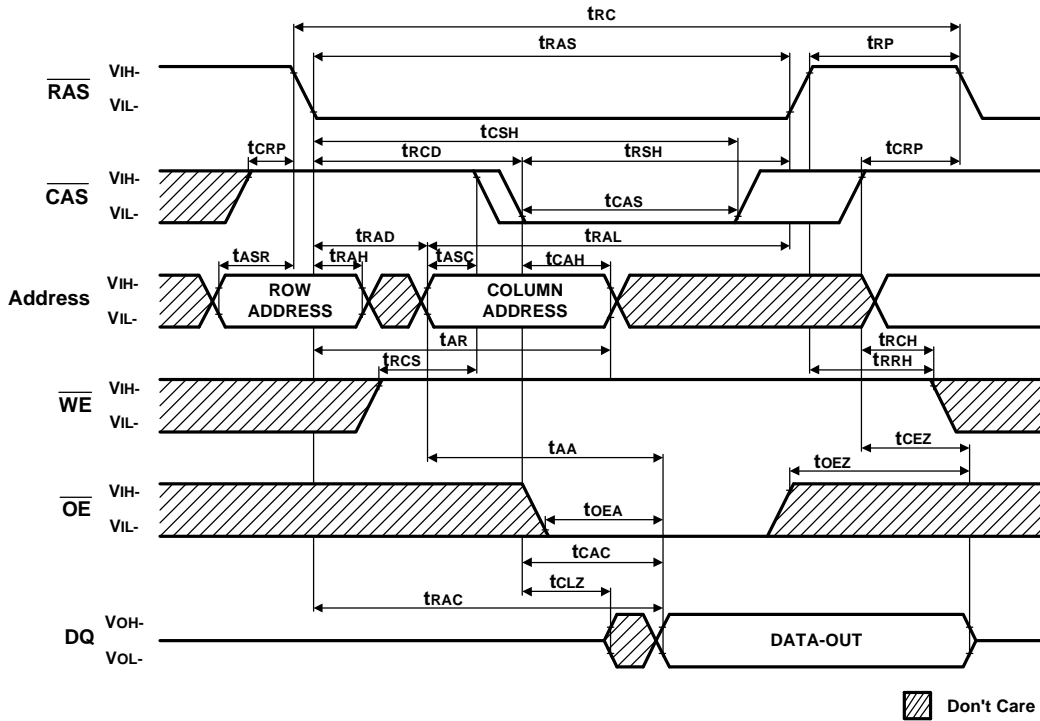 tRC
tRAS tRP
RAS VIH-
VIL-
tCSH
tCRP tRCD tRSH tCRP
CAS VIH-
VIL-
tCAS
tRAD tRAL
tASR tRAH tASC tCAH
Address VIH-
VIL-
ROW
ADDRESS
COLUMN
ADDRESS
tAR tRCH
tRCS tRRH
WE VIH-
VIL-
tCEZ
tAA tOEZ
OE VIH-
VIL-
tOEA
tCAC
tCLZ
tRAC
DQ VOH-
VOL-
DATA-OUT
Don't Care